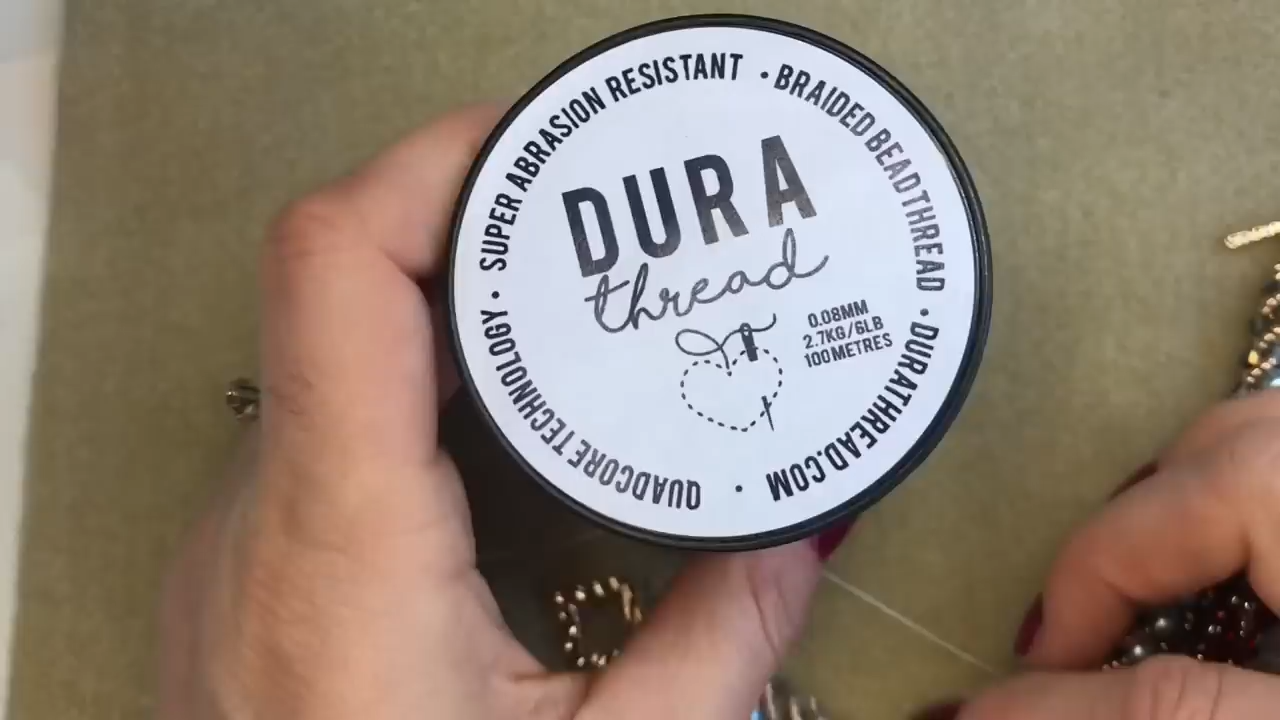 DURA
thread
0.08MM
2.7KG/6LB
100METRES
QUADCORE TECHNOLOGY • SUPER ABRASION RESISTANT • BRAIDED BEADTHREAD • DURATHREAD.COM •